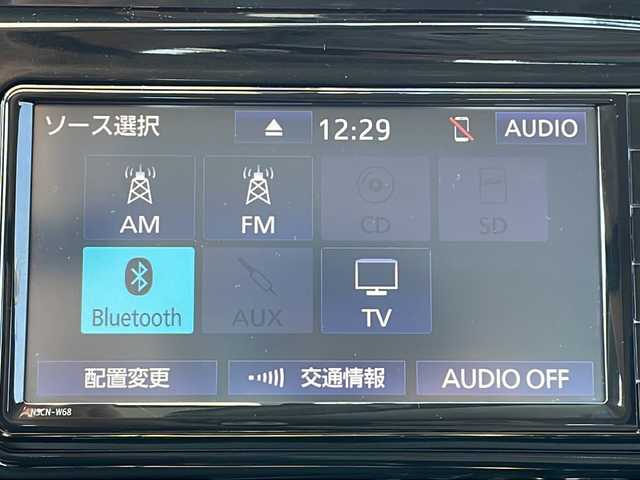 ソース選択 12:29 AUDIO
AM FM CD SD
Bluetooth AUX TV
配置変更 交通情報 AUDIO OFF
NSCN-W68